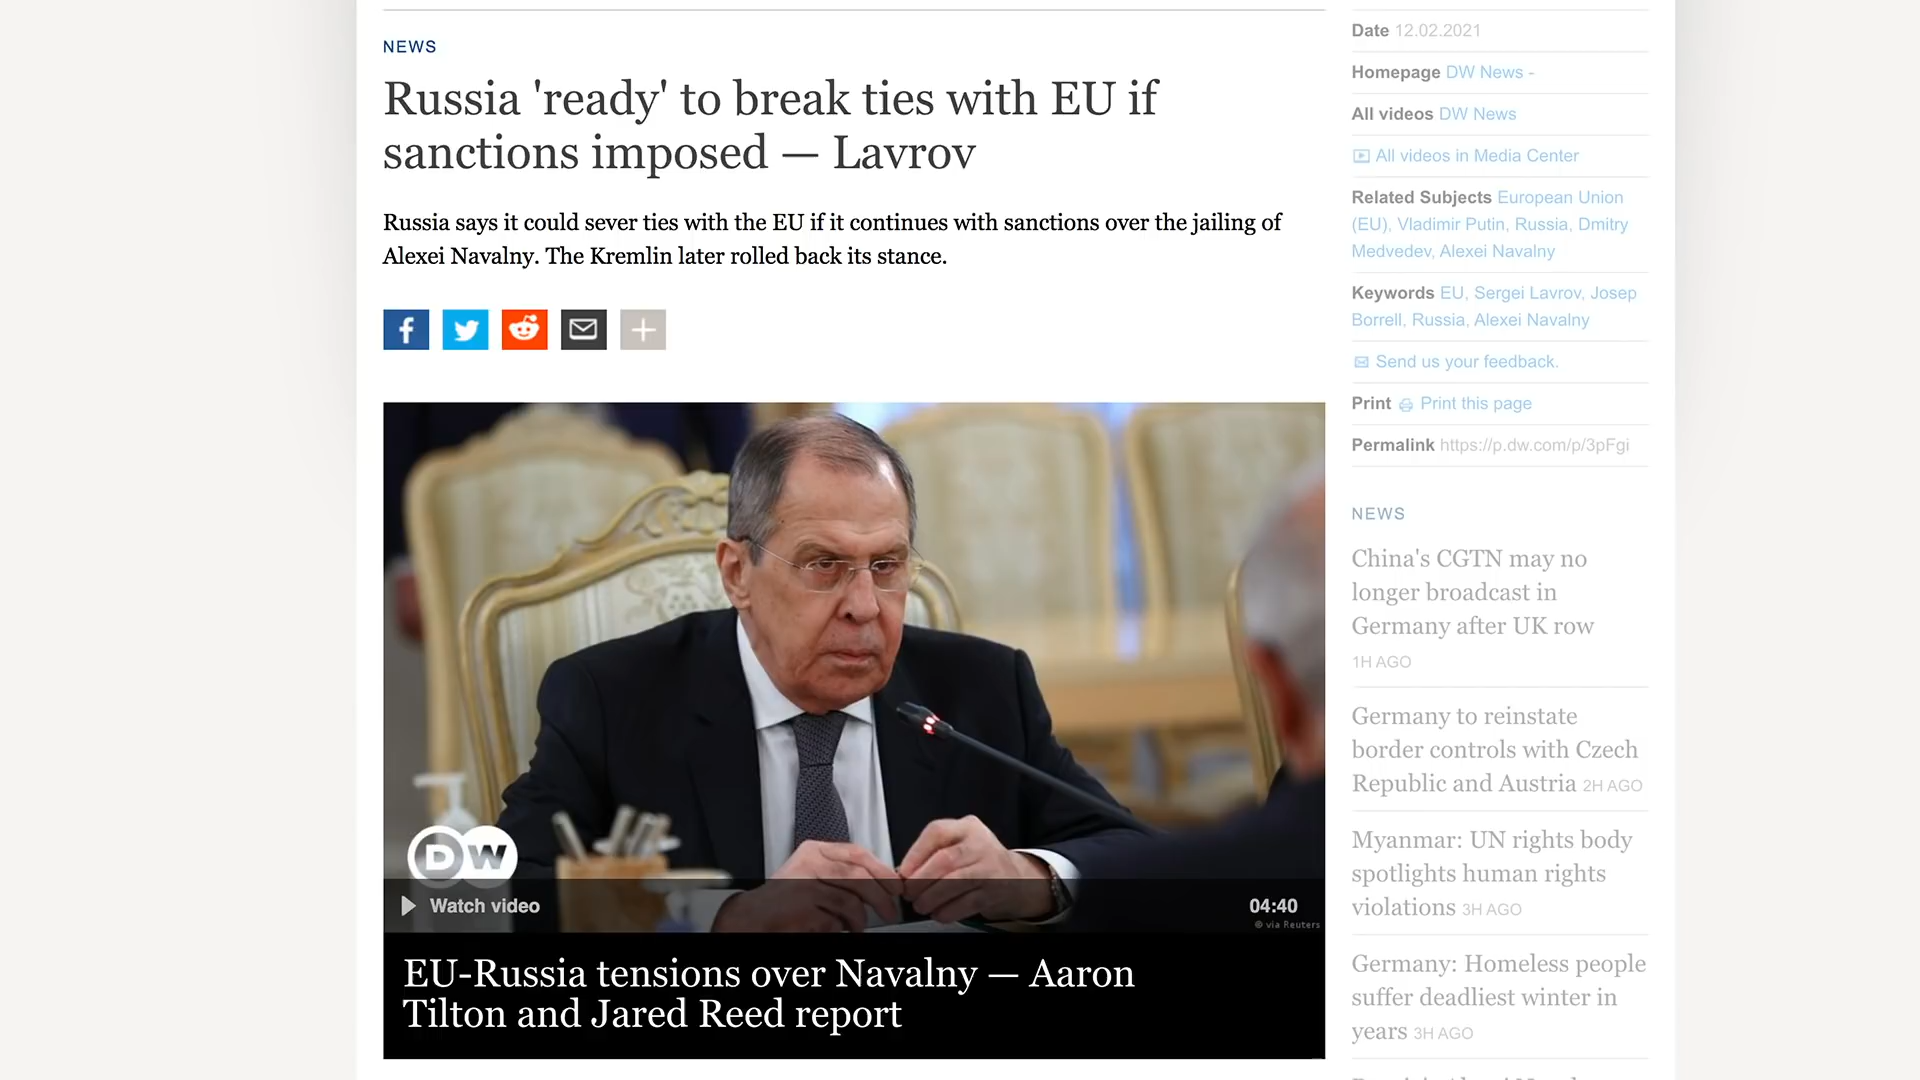 NEWS
Russia 'ready' to break ties with EU if
sanctions imposed — Lavrov
Russia says it could sever ties with the EU if it continues with sanctions over the jailing of
Alexei Navalny. The Kremlin later rolled back its stance.
DW
Watch video
04:40
© via Reuters
EU-Russia tensions over Navalny — Aaron
Tilton and Jared Reed report
Date 12.02.2021
Homepage DW News -
All videos DW News
All videos in Media Center
Related Subjects European Union
(EU), Vladimir Putin, Russia, Dmitry
Medvedev, Alexei Navalny
Keywords EU, Sergei Lavrov, Josep
Borrell, Russia, Alexei Navalny
Send us your feedback.
Print Print this page
Permalink https://p.dw.com/p/3pFgi
NEWS
China's CGTN may no
longer broadcast in
Germany after UK row
1H AGO
Germany to reinstate
border controls with Czech
Republic and Austria 2H AGO
Myanmar: UN rights body
spotlights human rights
violations 3H AGO
Germany: Homeless people
suffer deadliest winter in
years 3H AGO